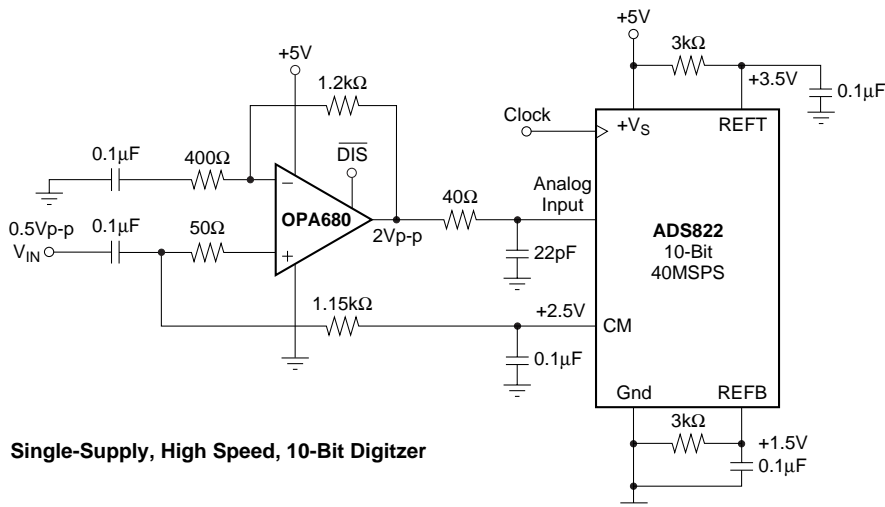 +5V
+5V
3kΩ
1.2kΩ
+3.5V
0.1µF
Clock
+VS
REFT
0.1µF
400Ω
DIS
Analog
Input
–
OPA680
40Ω
ADS822
10-Bit
40MSPS
0.5Vp-p
0.1µF
50Ω
2Vp-p
VIN
+
22pF
1.15kΩ
+2.5V
CM
0.1µF
Gnd
REFB
3kΩ
+1.5V
0.1µF
Single-Supply, High Speed, 10-Bit Digitzer